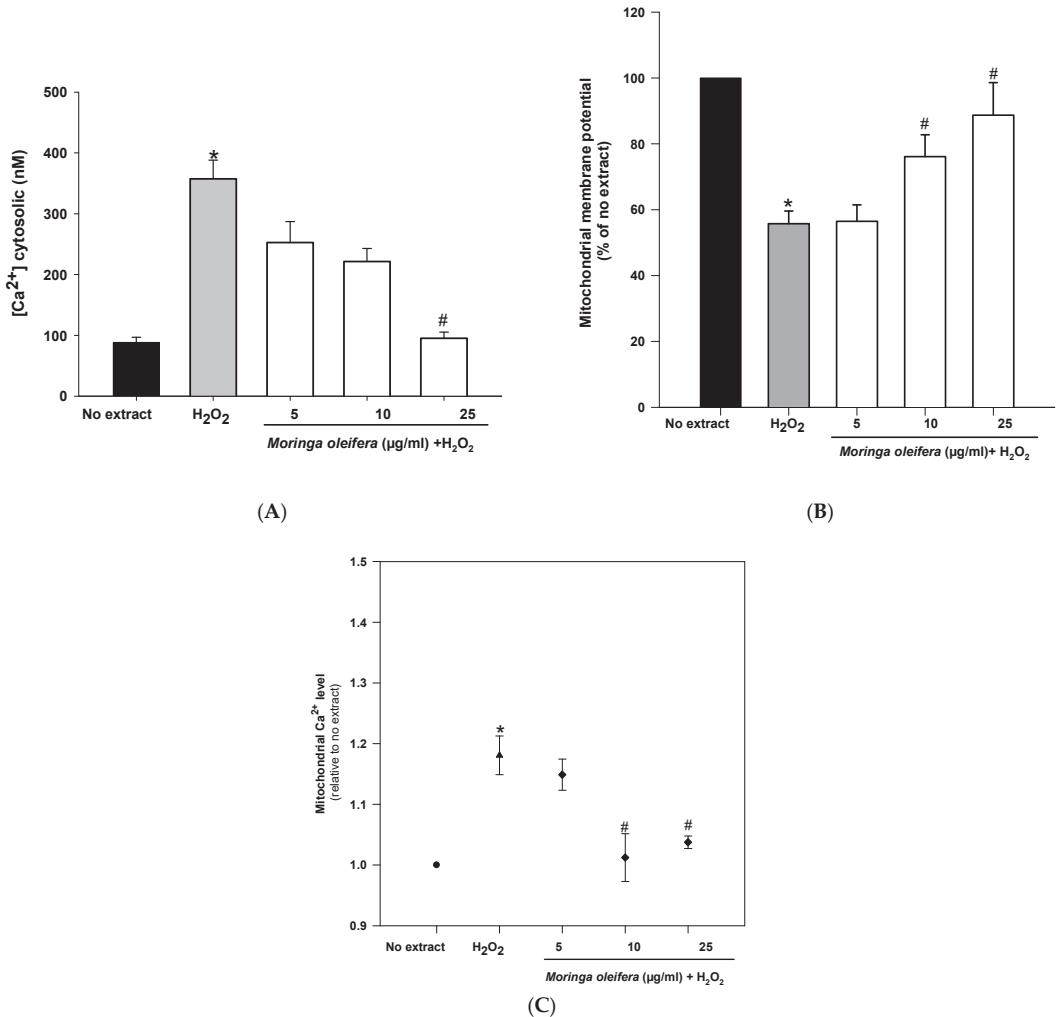 [Ca2+] cytosolic (nM)
500
400
300
200
100
0
*
#
No extract
H2O2
5
10
25
Moringa oleifera (µg/ml) +H2O2
(A)
Mitochondrial membrane potential
(% of no extract)
120
100
80
60
40
20
0
*
#
#
No extract
H2O2
5
10
25
Moringa oleifera (µg/ml)+ H2O2
(B)
Mitochondrial Ca2+ level
(relative to no extract)
1.5
1.4
1.3
1.2
1.1
1.0
0.9
*
#
#
No extract
H2O2
5
10
25
Moringa oleifera (µg/ml) + H2O2
(C)